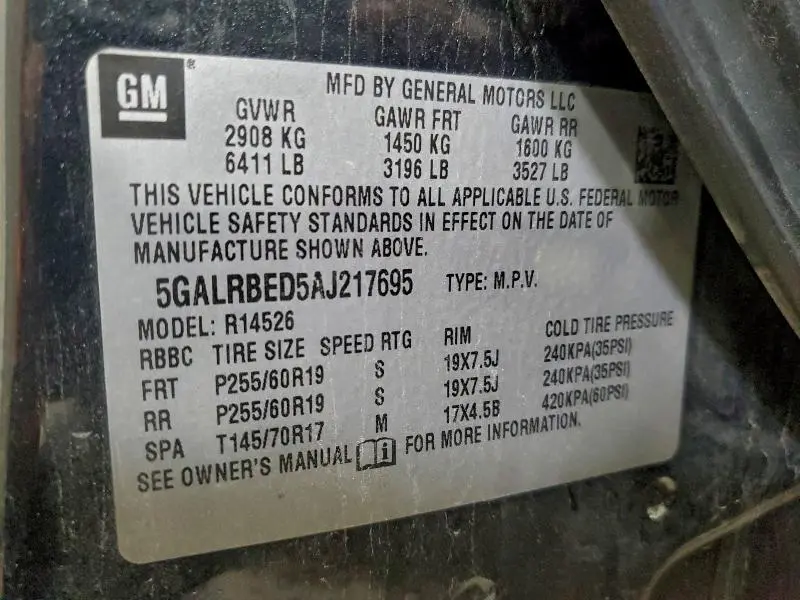 GM
MFD BY GENERAL MOTORS LLC
GVWR GAWR FRT GAWR RR
2908 KG 1450 KG 1600 KG
6411 LB 3196 LB 3527 LB
THIS VEHICLE CONFORMS TO ALL APPLICABLE U.S. FEDERAL MOTOR
VEHICLE SAFETY STANDARDS IN EFFECT ON THE DATE OF
MANUFACTURE SHOWN ABOVE.
5GALRBED5AJ217695 TYPE: M.P.V.
MODEL: R14526
RBBC TIRE SIZE SPEED RTG RIM COLD TIRE PRESSURE
FRT P255/60R19 S 19X7.5J 240KPA(35PSI)
RR P255/60R19 S 19X7.5J 240KPA(35PSI)
SPA T145/70R17 M 17X4.5B 420KPA(60PSI)
SEE OWNER'S MANUAL FOR MORE INFORMATION.